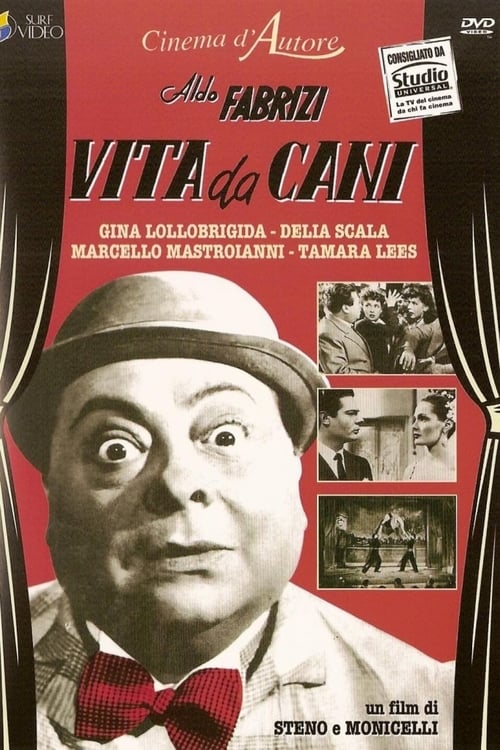 SURF
VIDEO
Cinema d'Autore
DVD
VIDEO
CONSIGLIATO DA
Studio
UNIVERSAL
La TV del cinema
da chi fa cinema
Aldo FABRIZI
VITA da CANI
GINA LOLLOBRIGIDA - DELIA SCALA
MARCELLO MASTROIANNI - TAMARA LEES
un film di
STENO e MONICELLI